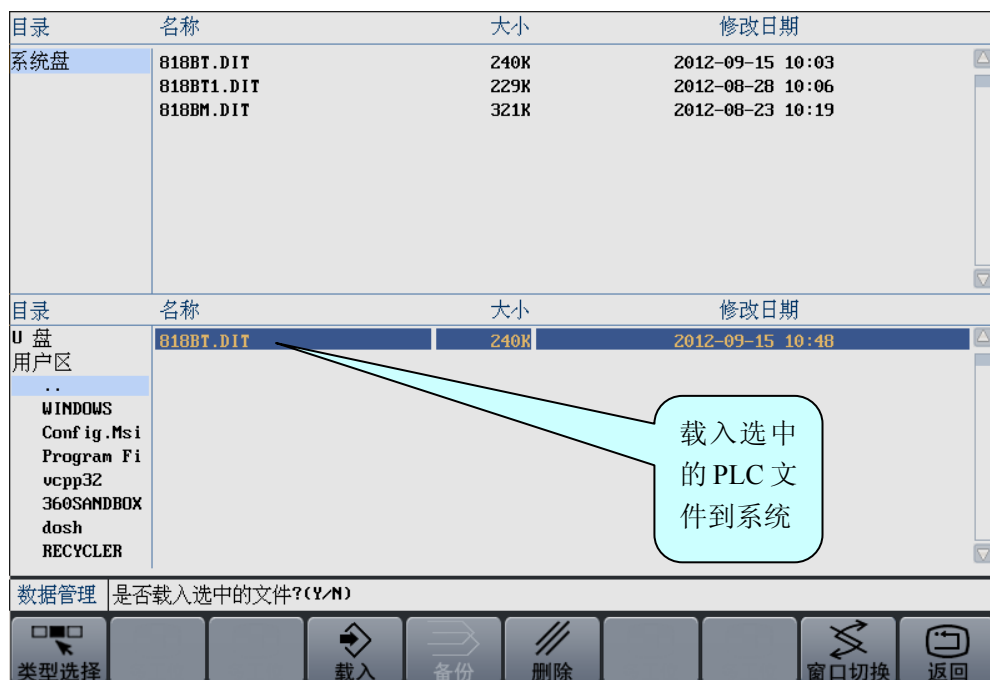 目录 名称 大小 修改日期
系统盘 818BT.DIT 240K 2012-09-15 10:03
818BT1.DIT 229K 2012-08-28 10:06
818BM.DIT 321K 2012-08-23 10:19
目录 名称 大小 修改日期
U 盘 818BT.DIT 240K 2012-09-15 10:48
用户区
..
WINDOWS
Config.Msi
Program Fi
vcpp32
360SANDBOX
dosh
RECYCLER
载入选中
的 PLC 文
件到系统
数据管理 是否载入选中的文件?(Y/N)
类型选择 载入 备份 删除 窗口切换 返回